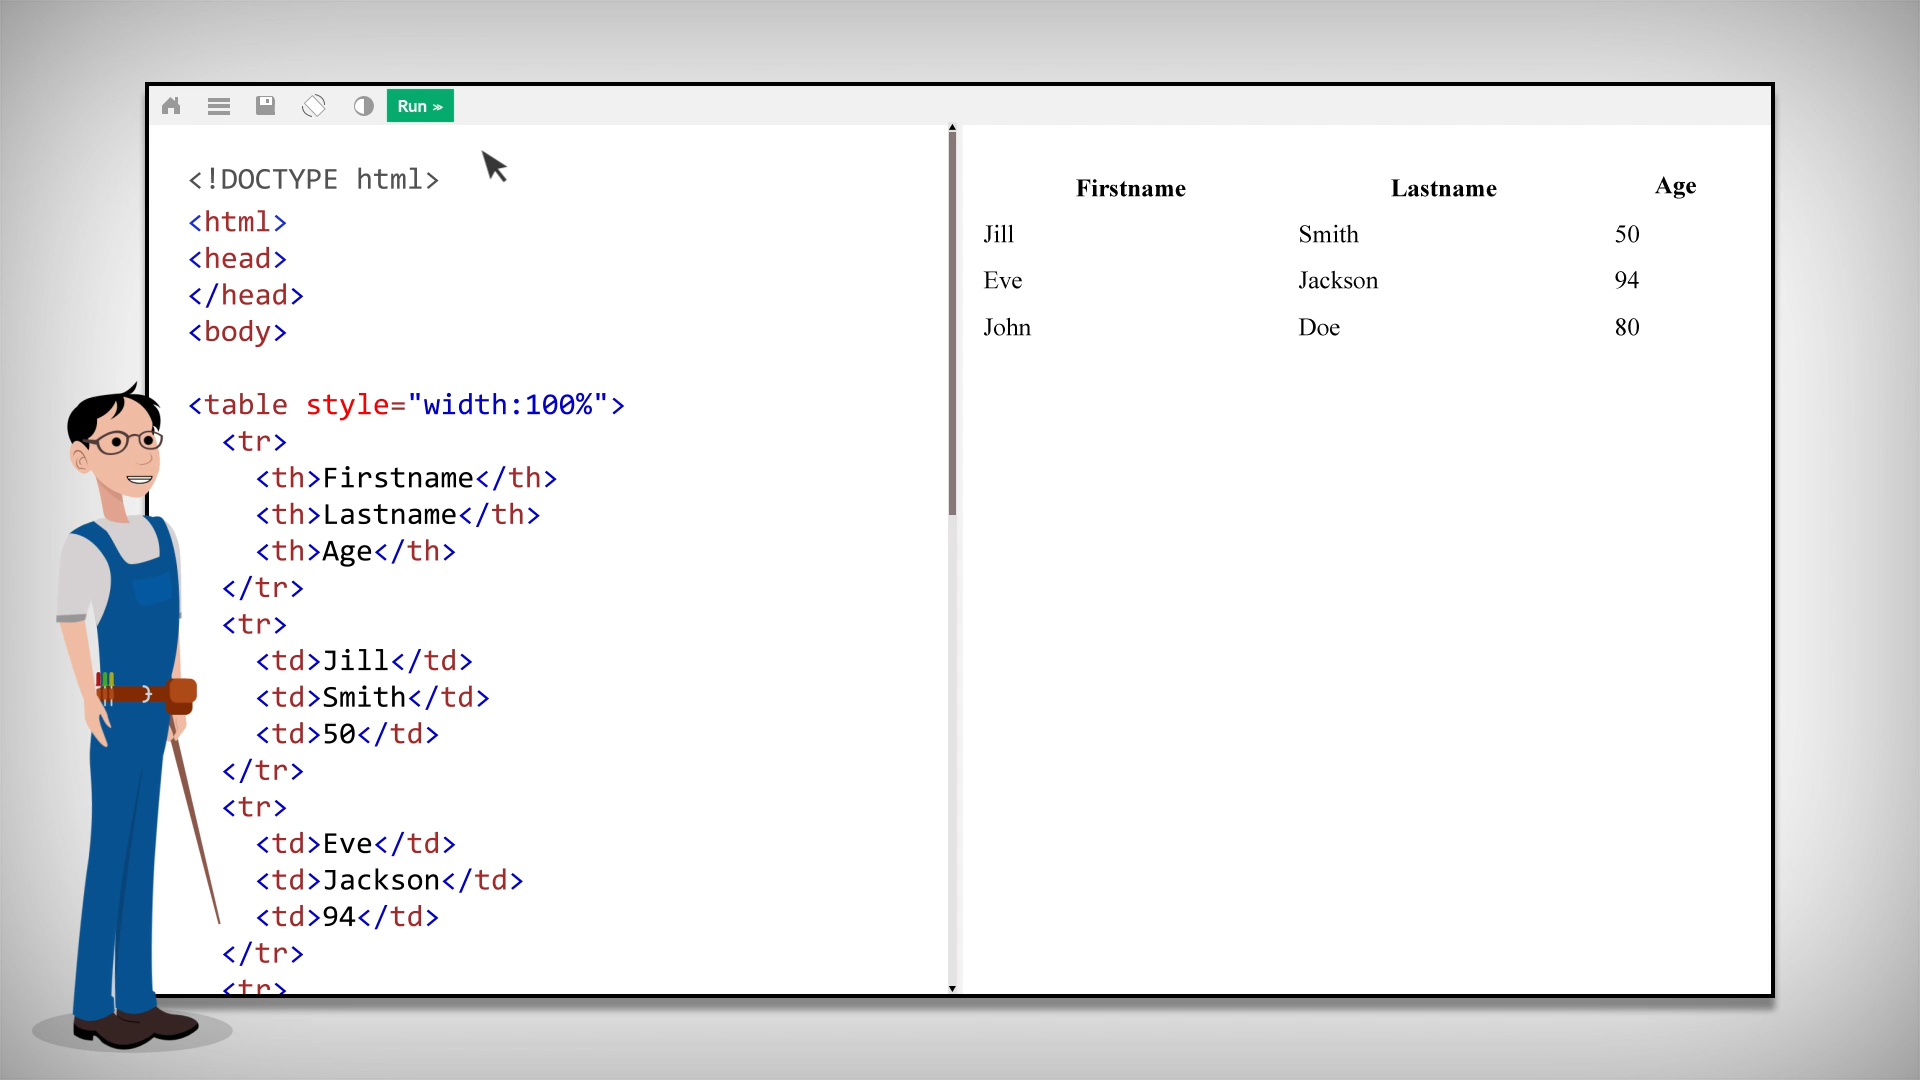 Run »
<!DOCTYPE html>
<html>
<head>
</head>
<body>
<table style="width:100%">
<tr>
<th>Firstname</th>
<th>Lastname</th>
<th>Age</th>
</tr>
<tr>
<td>Jill</td>
<td>Smith</td>
<td>50</td>
</tr>
<tr>
<td>Eve</td>
<td>Jackson</td>
<td>94</td>
</tr>
<tr>
Firstname Lastname Age
Jill Smith 50
Eve Jackson 94
John Doe 80